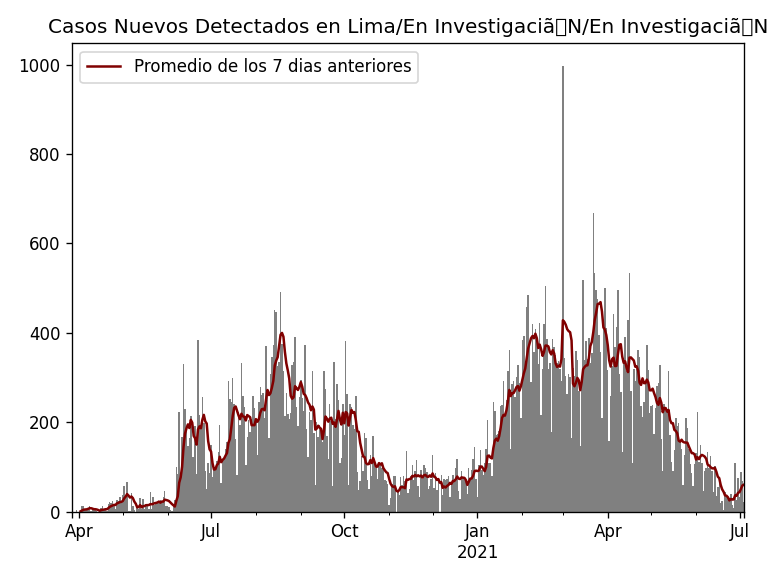 Casos Nuevos Detectados en Lima/En Investigaciã▯N/En Investigaciã▯N
Promedio de los 7 dias anteriores
1000
800
600
400
200
0
Apr Jul Oct Jan Apr Jul
2021